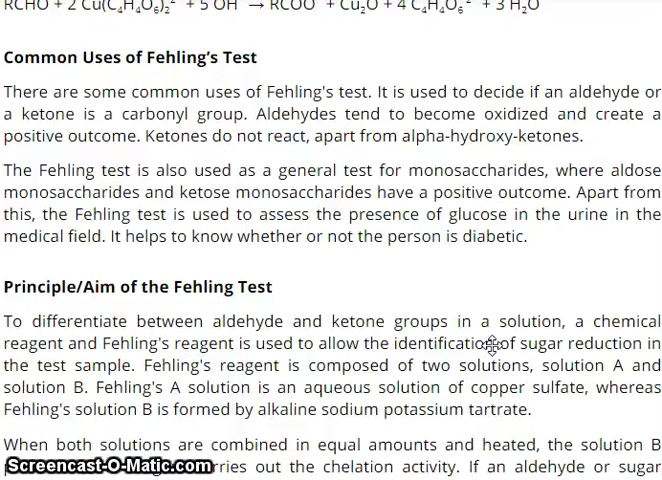 RCHO + 2 Cu(C₄H₄O₆)₂²⁻ + 5 OH⁻ → RCOO⁻ + Cu₂O + 4 C₄H₄O₆²⁻ + 3 H₂O
Common Uses of Fehling’s Test
There are some common uses of Fehling's test. It is used to decide if an aldehyde or
a ketone is a carbonyl group. Aldehydes tend to become oxidized and create a
positive outcome. Ketones do not react, apart from alpha-hydroxy-ketones.
The Fehling test is also used as a general test for monosaccharides, where aldose
monosaccharides and ketose monosaccharides have a positive outcome. Apart from
this, the Fehling test is used to assess the presence of glucose in the urine in the
medical field. It helps to know whether or not the person is diabetic.
Principle/Aim of the Fehling Test
To differentiate between aldehyde and ketone groups in a solution, a chemical
reagent and Fehling's reagent is used to allow the identification of sugar reduction in
the test sample. Fehling's reagent is composed of two solutions, solution A and
solution B. Fehling's A solution is an aqueous solution of copper sulfate, whereas
Fehling's solution B is formed by alkaline sodium potassium tartrate.
When both solutions are combined in equal amounts and heated, the solution B
Screencast-O-Matic.com rries out the chelation activity. If an aldehyde or sugar